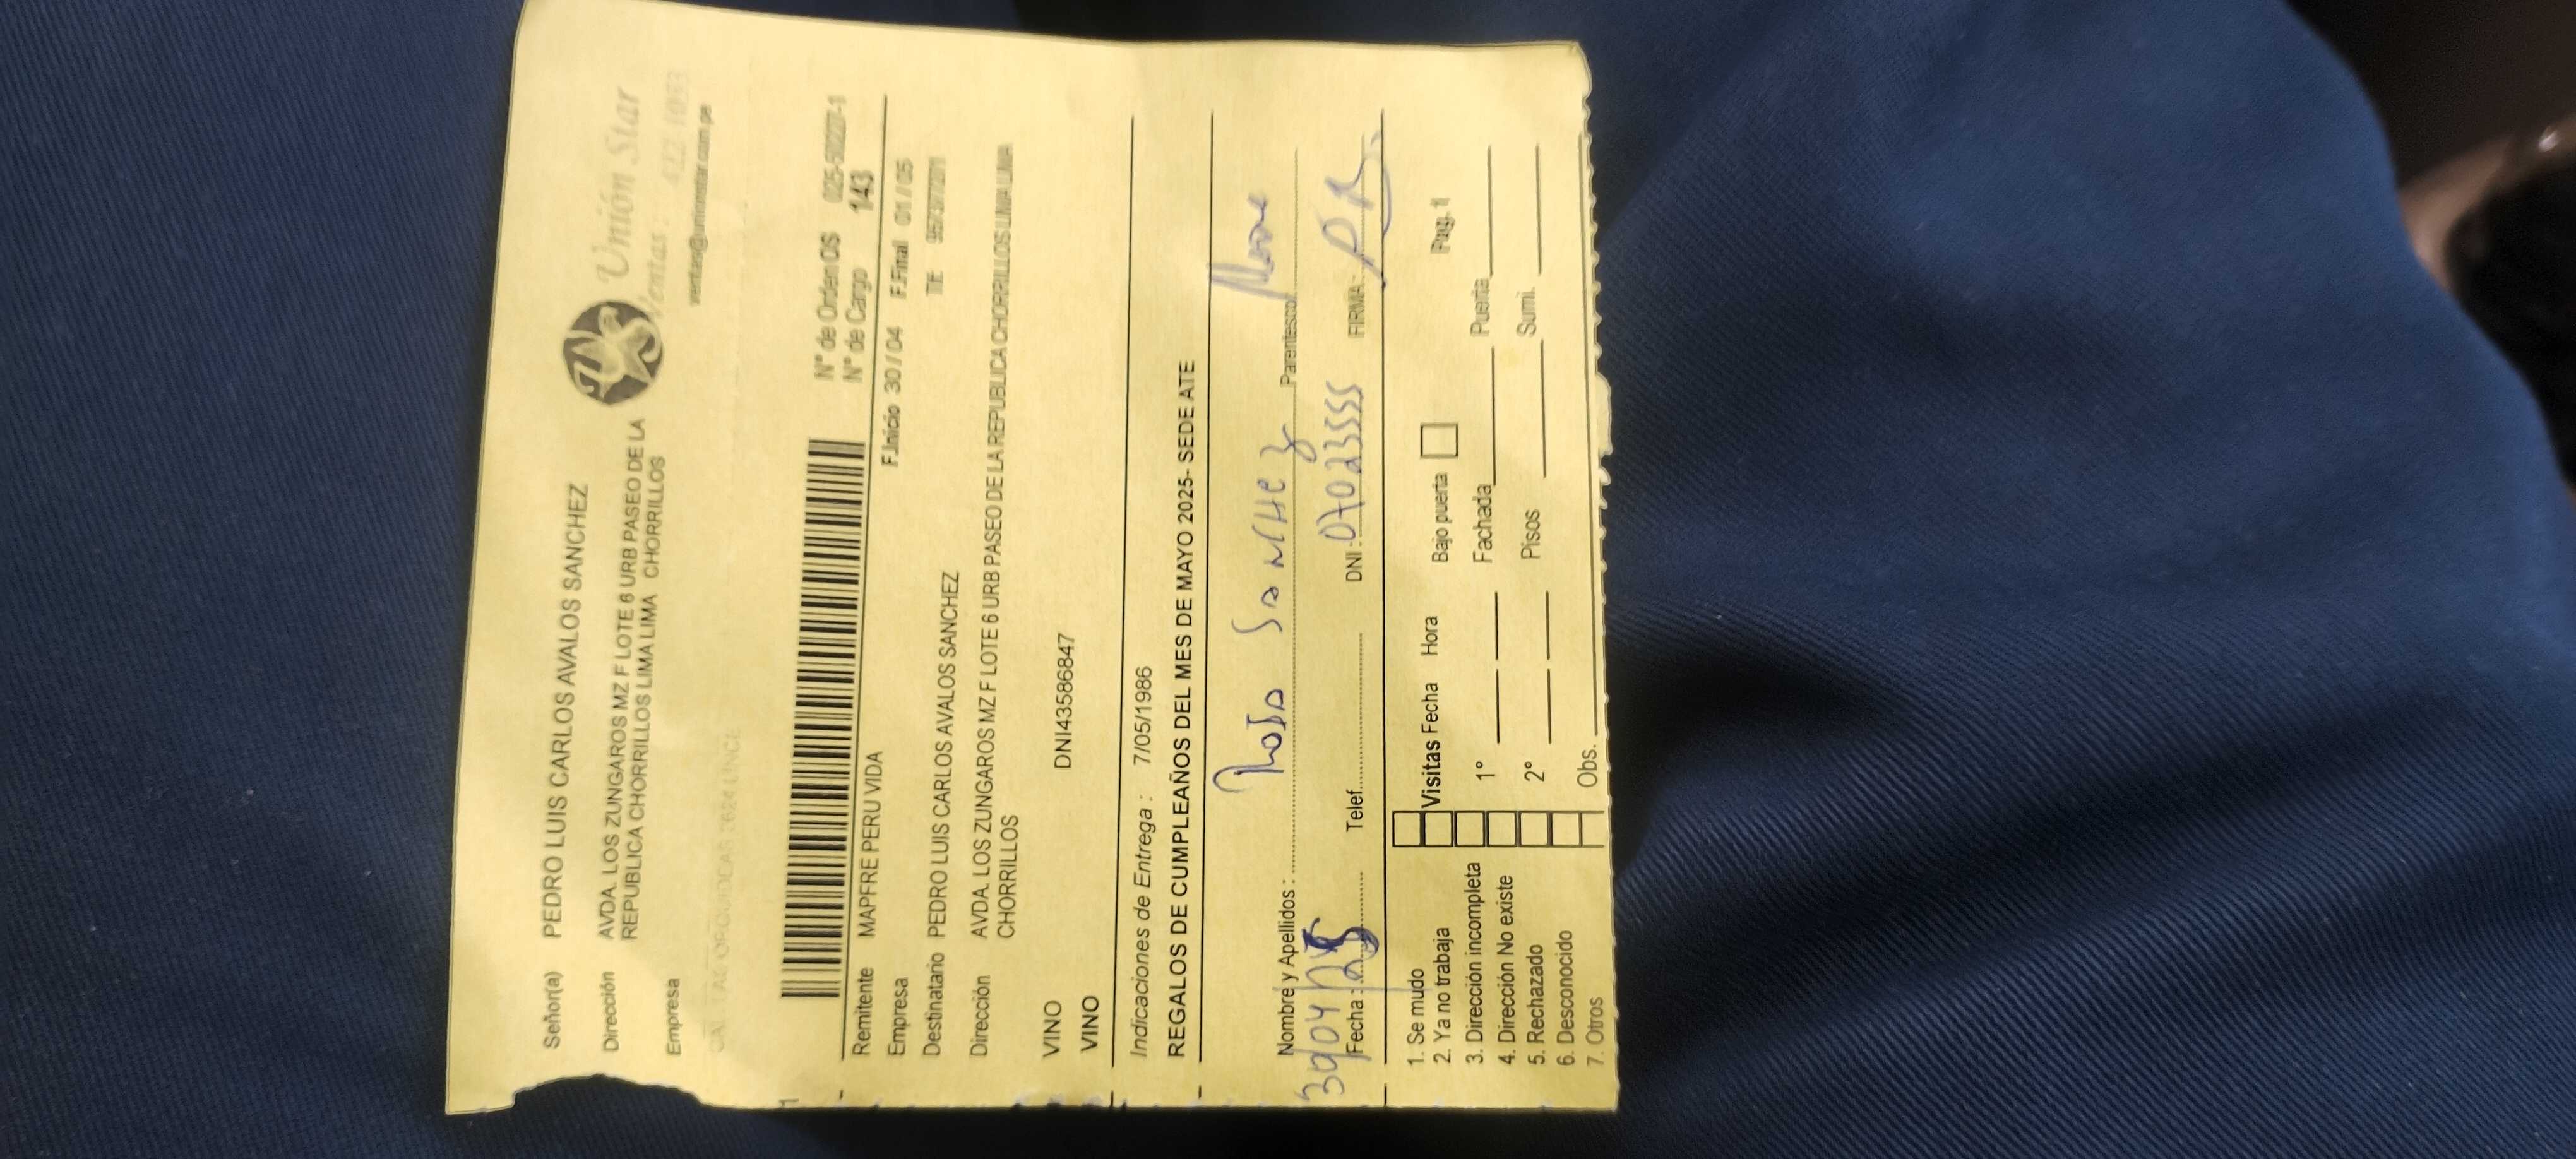 Señor(a) PEDRO LUIS CARLOS AVALOS SANCHEZ
Unión Star
Dirección AVDA. LOS ZUNGAROS MZ F LOTE 6 URB PASEO DE LA
REPUBLICA CHORRILLOS LIMA LIMA CHORRILLOS
Ventas: 422 1053
Empresa
ventas@unionstar.com.pe
1
N° de Orden OS
N° de Cargo 143
Remitente MAPFRE PERU VIDA
F.Inicio 30 / 04 F.Final 01 / 05
Empresa
Destinatario PEDRO LUIS CARLOS AVALOS SANCHEZ
Dirección AVDA. LOS ZUNGAROS MZ F LOTE 6 URB PASEO DE LA REPUBLICA CHORRILLOS LIMA LIMA
CHORRILLOS
VINO DNI43586847
VINO
Indicaciones de Entrega : 7/05/1986
REGALOS DE CUMPLEAÑOS DEL MES DE MAYO 2025- SEDE ATE
Nombre y Apellidos : Rosa Sanchez Parentesco:
Fecha : Telef. DNI : 07023555 FIRMA:
1. Se mudo
2. Ya no trabaja Visitas Fecha Hora Bajo puerta Pag. 1
3. Dirección incompleta 1° Fachada Puerta
4. Dirección No existe
5. Rechazado 2° Pisos Sumi.
6. Desconocido
7. Otros Obs.